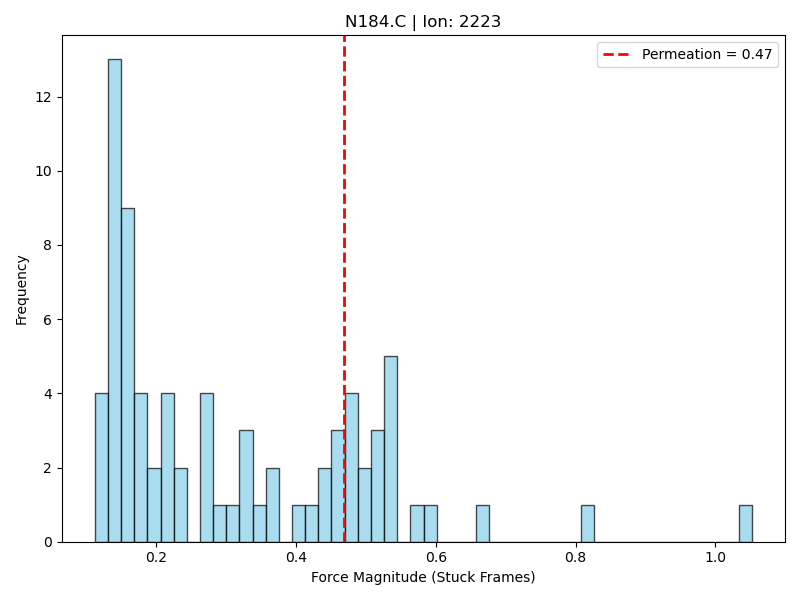 N184.C | Ion: 2223
Permeation = 0.47
12
10
8
6
4
2
0
Frequency
0.2 0.4 0.6 0.8 1.0
Force Magnitude (Stuck Frames)